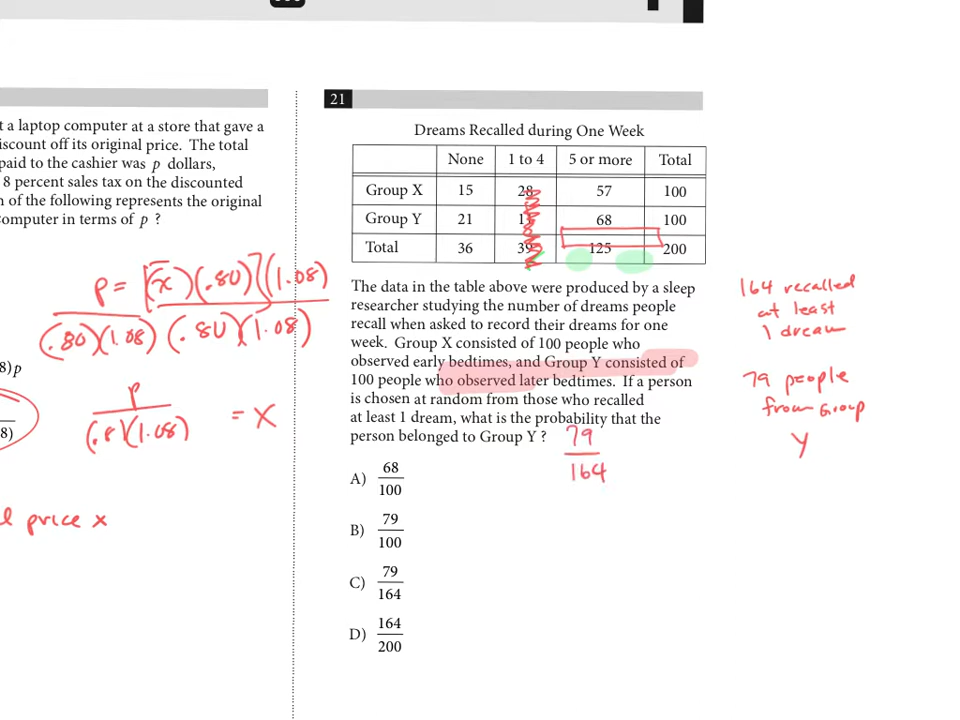 t a laptop computer at a store that gave a
iscount off its original price. The total
paid to the cashier was p dollars,
8 percent sales tax on the discounted
n of the following represents the original
omputer in terms of p ?
P = [(x)(.80)](1.08)
(.80)(1.08) (.80)(1.08)
8)p
P
(.8)(1.08)
= X
8)
l price x
21
Dreams Recalled during One Week
None 1 to 4 5 or more Total
Group X 15 28 57 100
Group Y 21 68 100
Total 36 39 125 200
The data in the table above were produced by a sleep
researcher studying the number of dreams people
recall when asked to record their dreams for one
week. Group X consisted of 100 people who
observed early bedtimes, and Group Y consisted of
100 people who observed later bedtimes. If a person
is chosen at random from those who recalled
at least 1 dream, what is the probability that the
person belonged to Group Y ?
79
164
A) 68
100
B) 79
100
C) 79
164
D) 164
200
164 recalled
at least
1 dream
79 people
from Group
Y